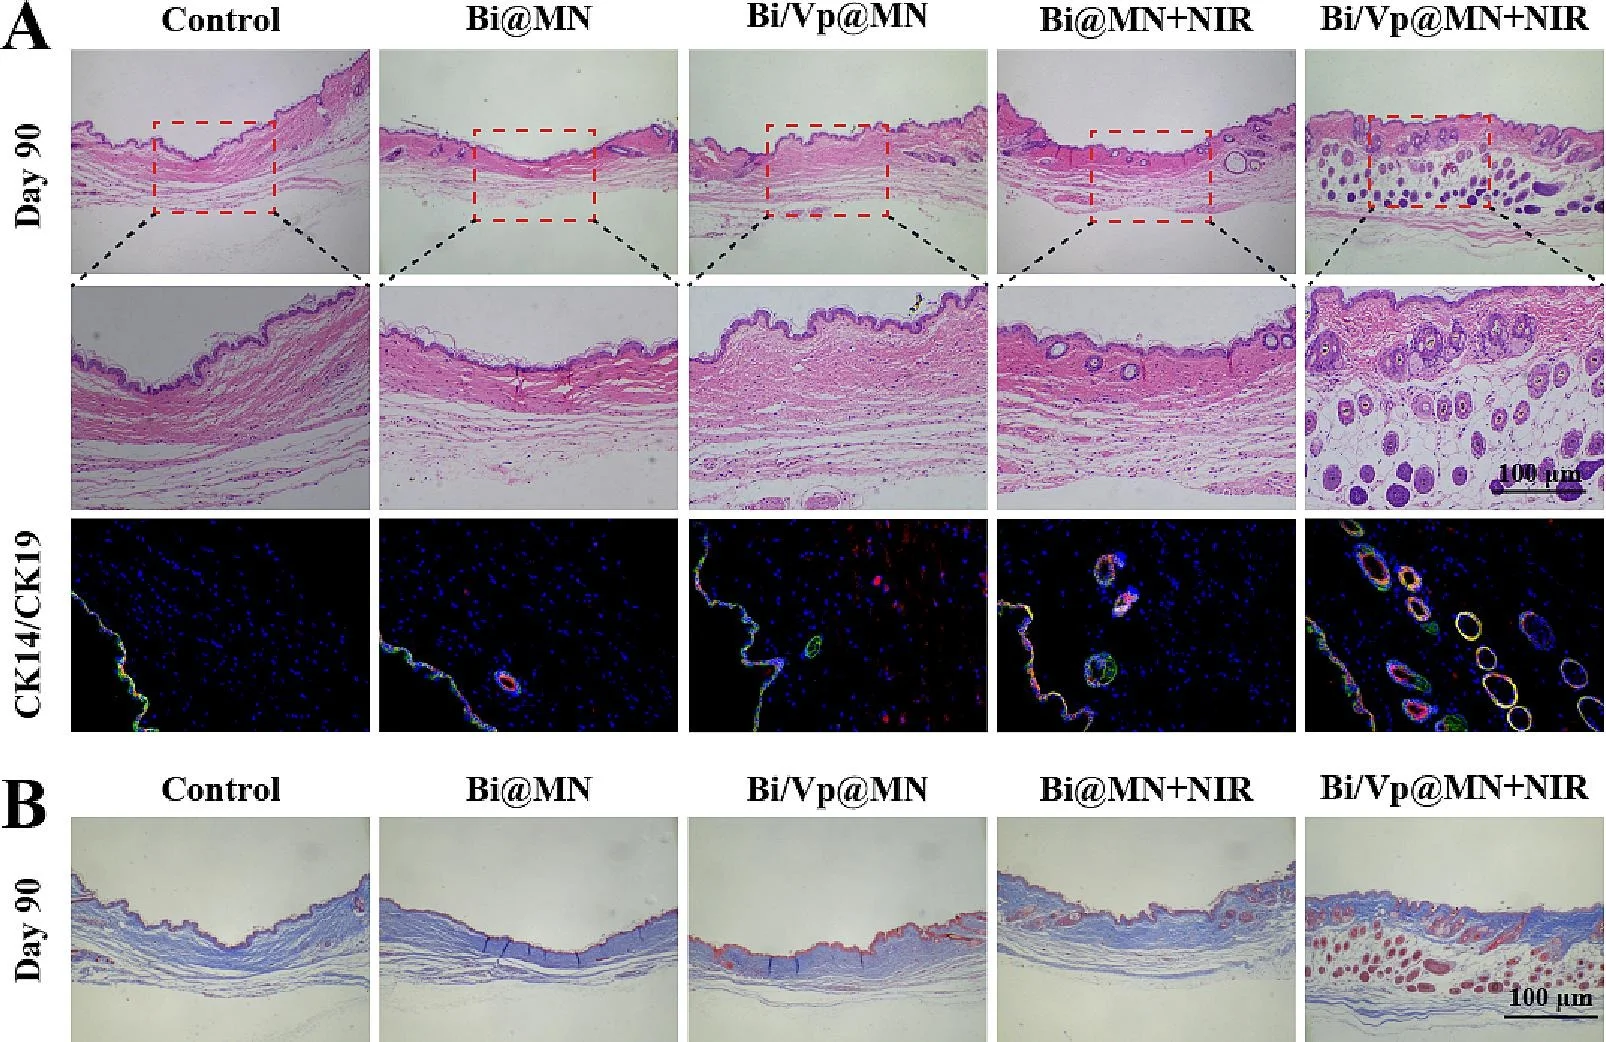 A
Control
Bi@MN
Bi/Vp@MN
Bi@MN+NIR
Bi/Vp@MN+NIR
Day 90
100 μm
CK14/CK19
B
Control
Bi@MN
Bi/Vp@MN
Bi@MN+NIR
Bi/Vp@MN+NIR
Day 90
100 μm